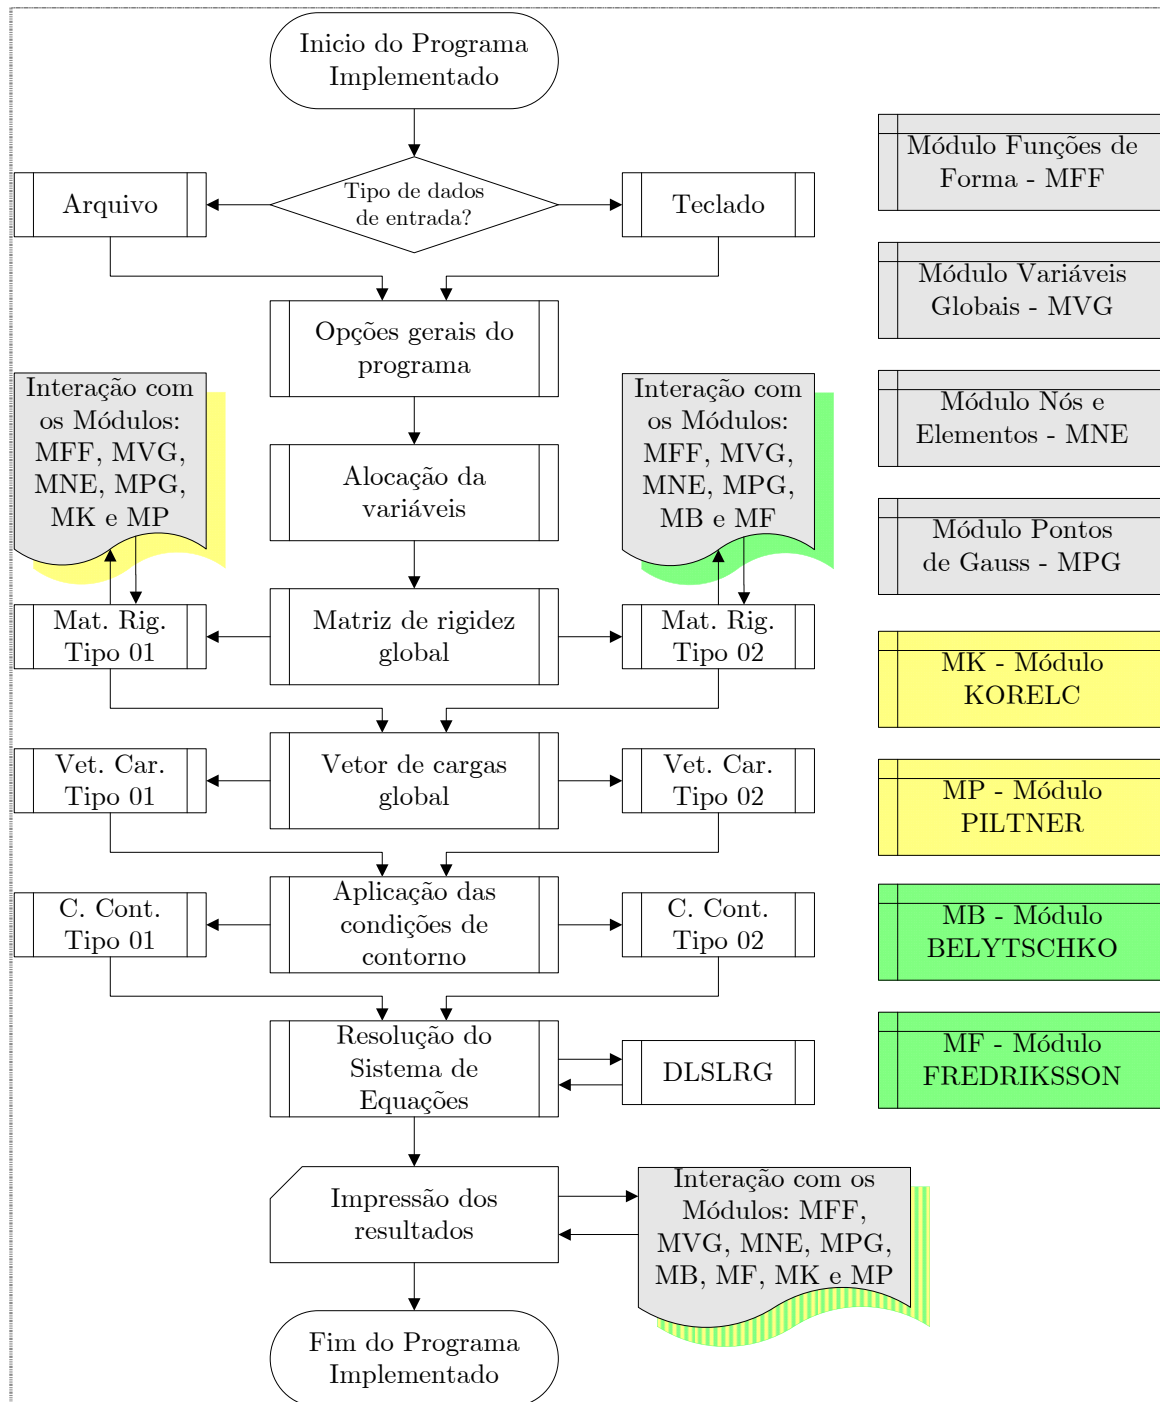 Inicio do Programa
Implementado
Tipo de dados
de entrada?
Arquivo
Teclado
Opções gerais do
programa
Interação com
os Módulos:
MFF, MVG,
MNE, MPG,
MK e MP
Alocação da
variáveis
Interação com
os Módulos:
MFF, MVG,
MNE, MPG,
MB e MF
Mat. Rig.
Tipo 01
Matriz de rigidez
global
Mat. Rig.
Tipo 02
Vet. Car.
Tipo 01
Vetor de cargas
global
Vet. Car.
Tipo 02
C. Cont.
Tipo 01
Aplicação das
condições de
contorno
C. Cont.
Tipo 02
Resolução do
Sistema de
Equações
DLSLRG
Impressão dos
resultados
Interação com os
Módulos: MFF,
MVG, MNE, MPG,
MB, MF, MK e MP
Fim do Programa
Implementado
Módulo Funções de
Forma - MFF
Módulo Variáveis
Globais - MVG
Módulo Nós e
Elementos - MNE
Módulo Pontos
de Gauss - MPG
MK - Módulo
KORELC
MP - Módulo
PILTNER
MB - Módulo
BELYTSCHKO
MF - Módulo
FREDRIKSSON